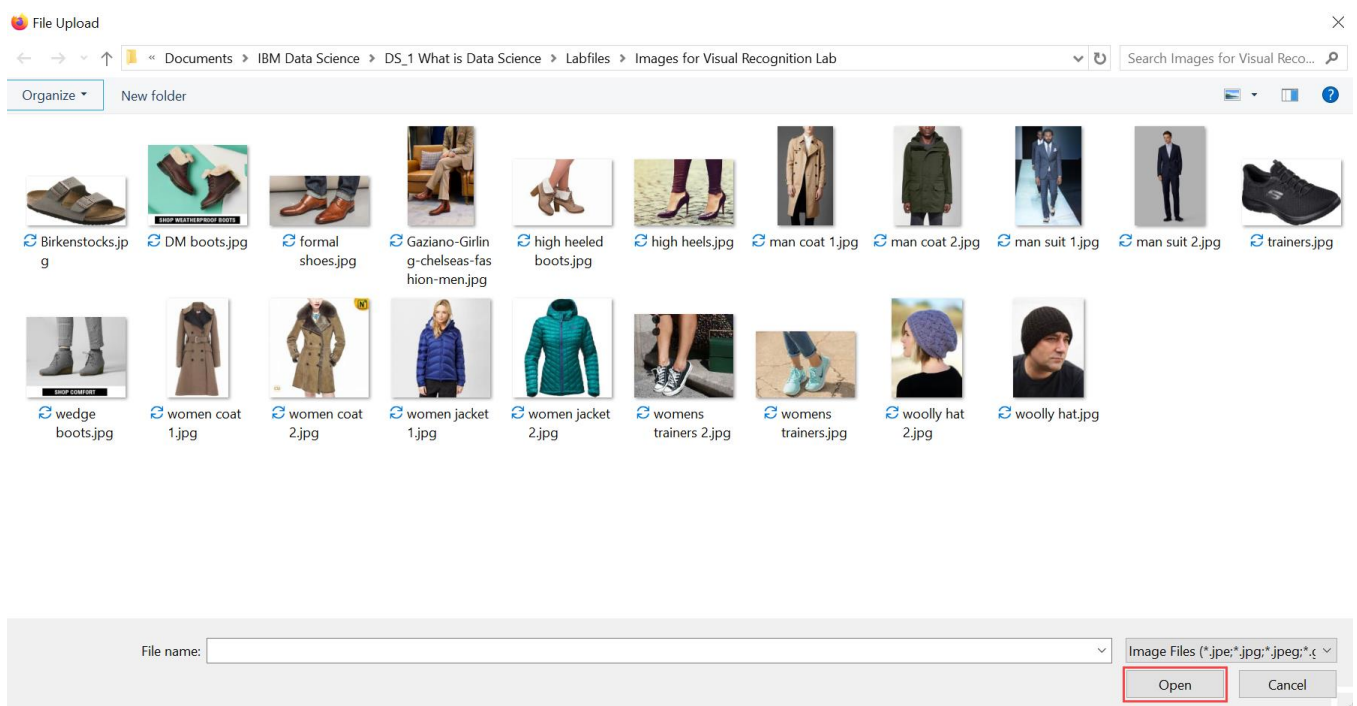 File Upload
« Documents > IBM Data Science > DS_1 What is Data Science > Labfiles > Images for Visual Recognition Lab
Search Images for Visual Reco...
Organize
New folder
?
SHOP WEATHERPROOF BOOTS
Birkenstocks.jp
g
DM boots.jpg
formal
shoes.jpg
Gaziano-Girlin
g-chelseas-fas
hion-men.jpg
high heeled
boots.jpg
high heels.jpg
man coat 1.jpg
man coat 2.jpg
man suit 1.jpg
man suit 2.jpg
trainers.jpg
SHOP COMFORT
wedge
boots.jpg
women coat
1.jpg
women coat
2.jpg
women jacket
1.jpg
women jacket
2.jpg
womens
trainers 2.jpg
womens
trainers.jpg
woolly hat
2.jpg
woolly hat.jpg
File name:
Image Files (*.jpe;*.jpg;*.jpeg;*.g
Open
Cancel